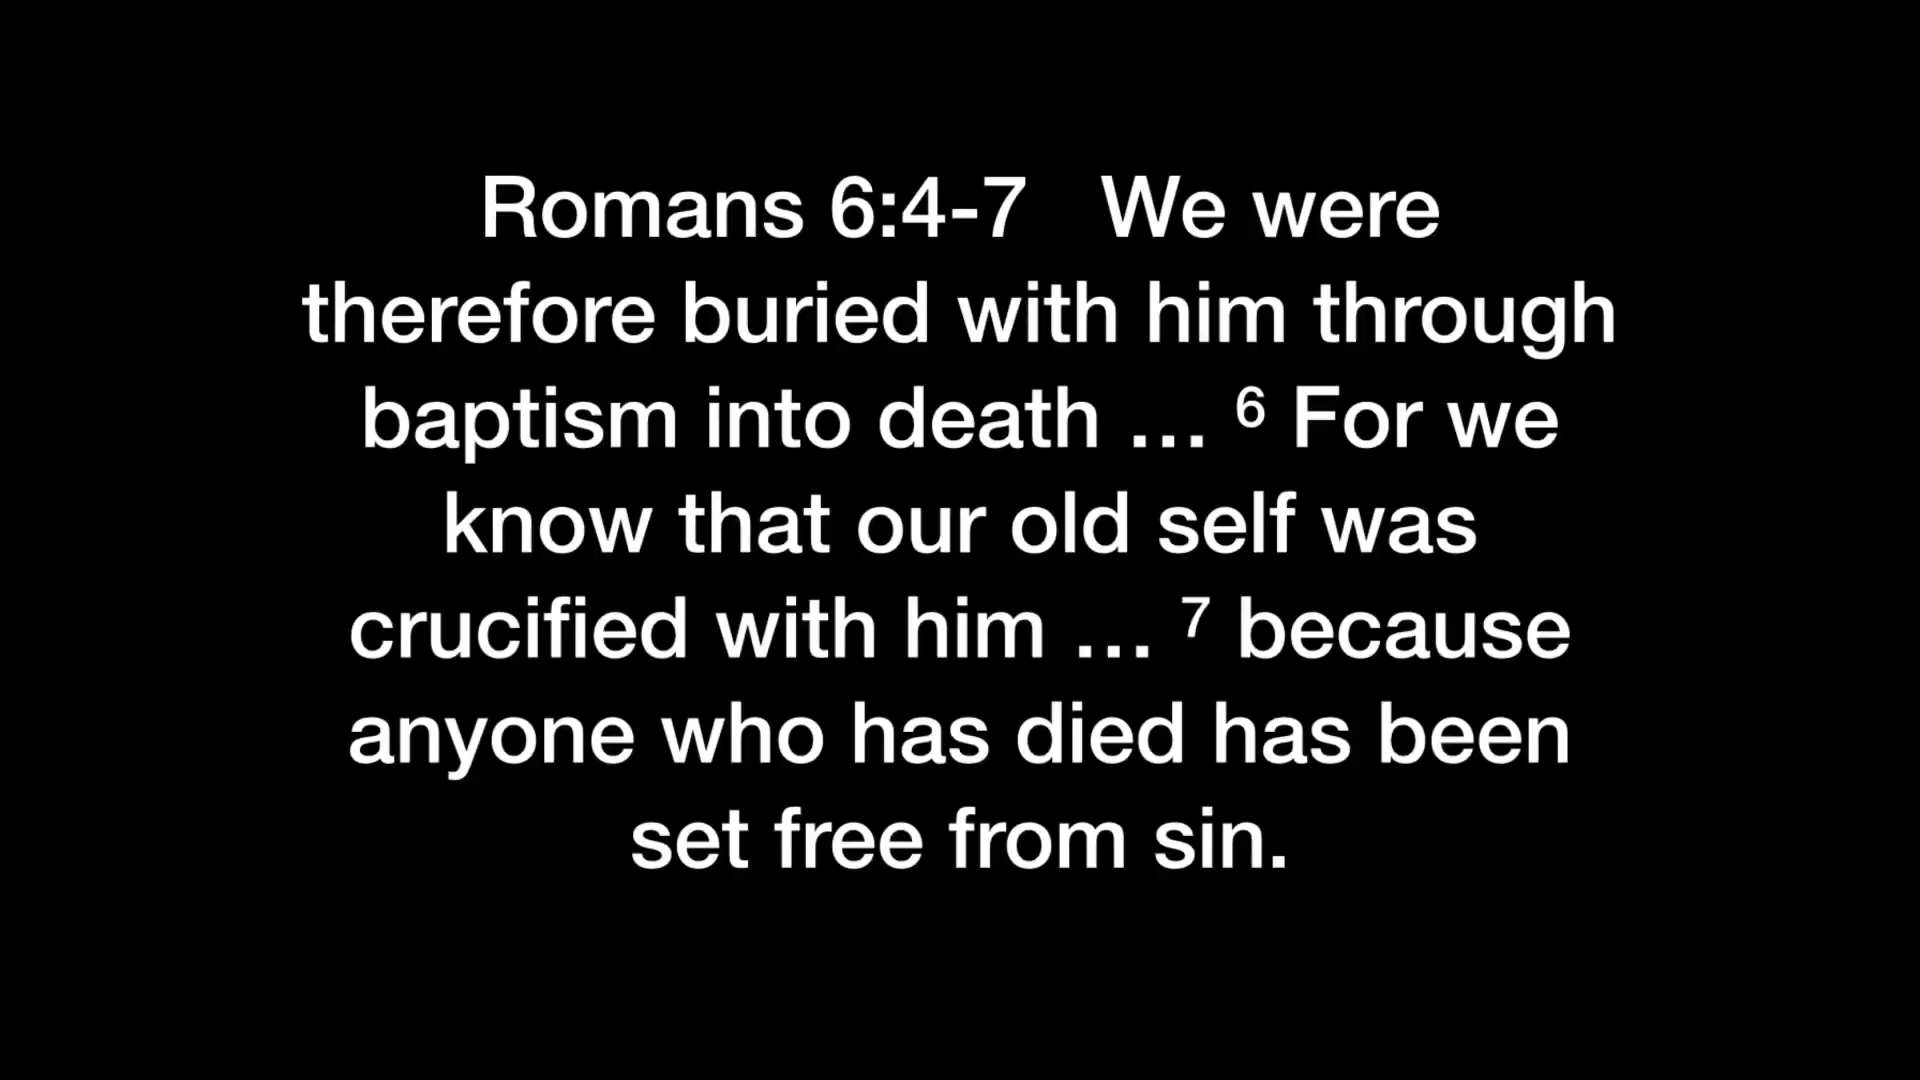 Romans 6:4-7   We were
therefore buried with him through
baptism into death … ⁶ For we
know that our old self was
crucified with him … ⁷ because
anyone who has died has been
set free from sin.